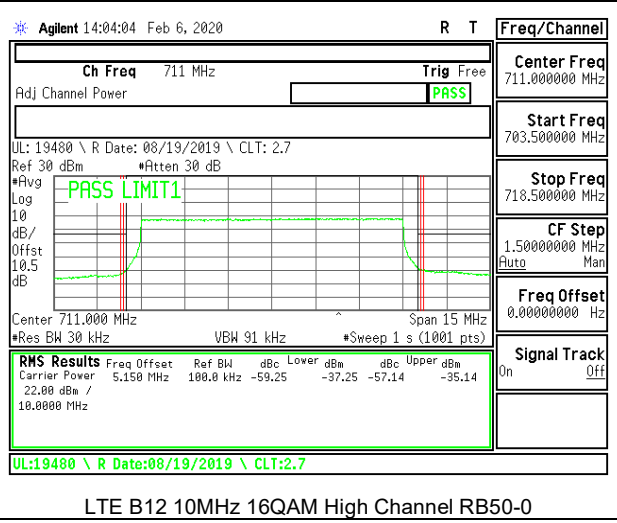 Agilent 14:04:04 Feb 6, 2020 R T
Freq/Channel
Ch Freq 711 MHz Trig Free
Adj Channel Power PASS
UL: 19480 \ R Date: 08/19/2019 \ CLT: 2.7
Ref 30 dBm #Atten 30 dB
#Avg
Log
10
dB/
Offst
10.5
dB
PASS LIMIT1
Center 711.000 MHz Span 15 MHz
#Res BW 30 kHz VBW 91 kHz #Sweep 1 s (1001 pts)
RMS Results Freq Offset Ref BW dBc Lower dBm dBc Upper dBm
Carrier Power 5.150 MHz 100.0 kHz -59.25 -37.25 -57.14 -35.14
22.00 dBm /
10.0000 MHz
UL:19480 \ R Date:08/19/2019 \ CLT:2.7
Center Freq
711.000000 MHz
Start Freq
703.500000 MHz
Stop Freq
718.500000 MHz
CF Step
1.50000000 MHz
Auto Man
Freq Offset
0.00000000 Hz
Signal Track
On Off
LTE B12 10MHz 16QAM High Channel RB50-0